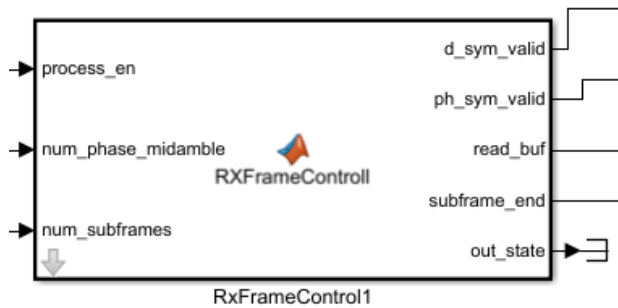 process_en
num_phase_midamble
num_subframes
RXFrameControll
d_sym_valid
ph_sym_valid
read_buf
subframe_end
out_state
RxFrameControl1